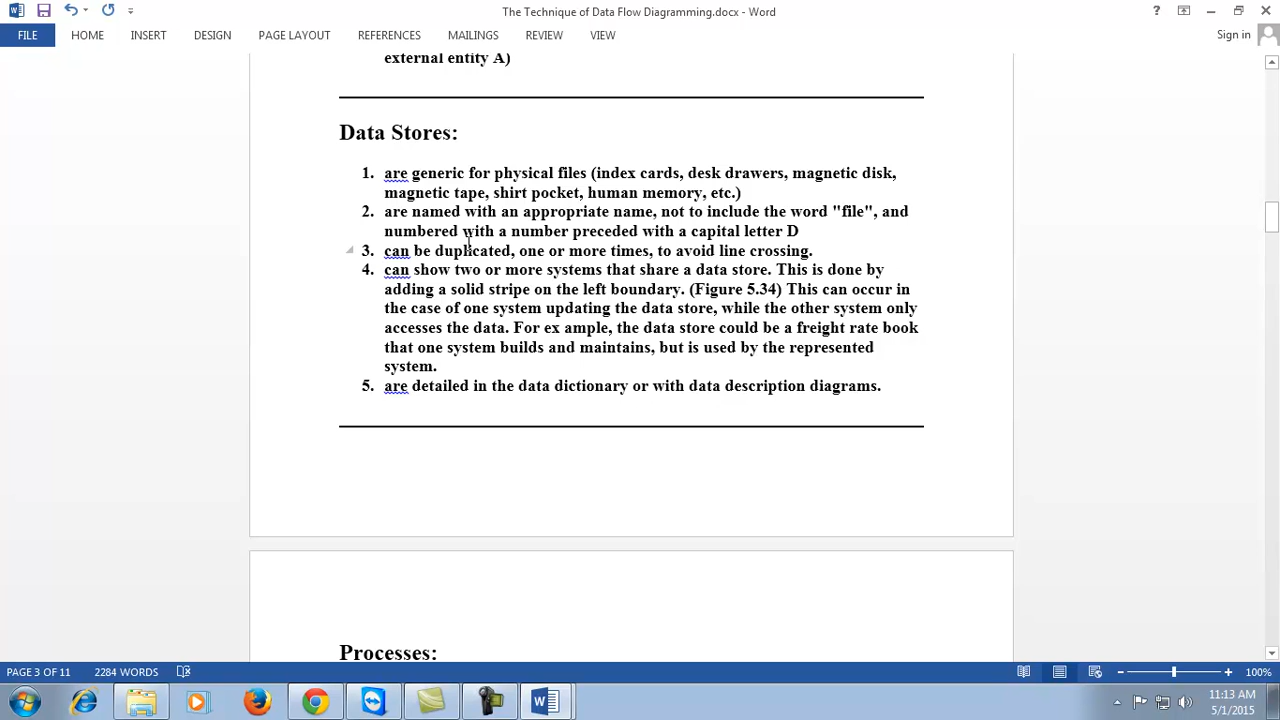 The Technique of Data Flow Diagramming.docx - Word
?
FILE HOME INSERT DESIGN PAGE LAYOUT REFERENCES MAILINGS REVIEW VIEW Sign in
external entity A)
Data Stores:
1. are generic for physical files (index cards, desk drawers, magnetic disk,
magnetic tape, shirt pocket, human memory, etc.)
2. are named with an appropriate name, not to include the word "file", and
numbered with a number preceded with a capital letter D
3. can be duplicated, one or more times, to avoid line crossing.
4. can show two or more systems that share a data store. This is done by
adding a solid stripe on the left boundary. (Figure 5.34) This can occur in
the case of one system updating the data store, while the other system only
accesses the data. For ex ample, the data store could be a freight rate book
that one system builds and maintains, but is used by the represented
system.
5. are detailed in the data dictionary or with data description diagrams.
Processes:
PAGE 3 OF 11 2284 WORDS 100%
11:13 AM
5/1/2015